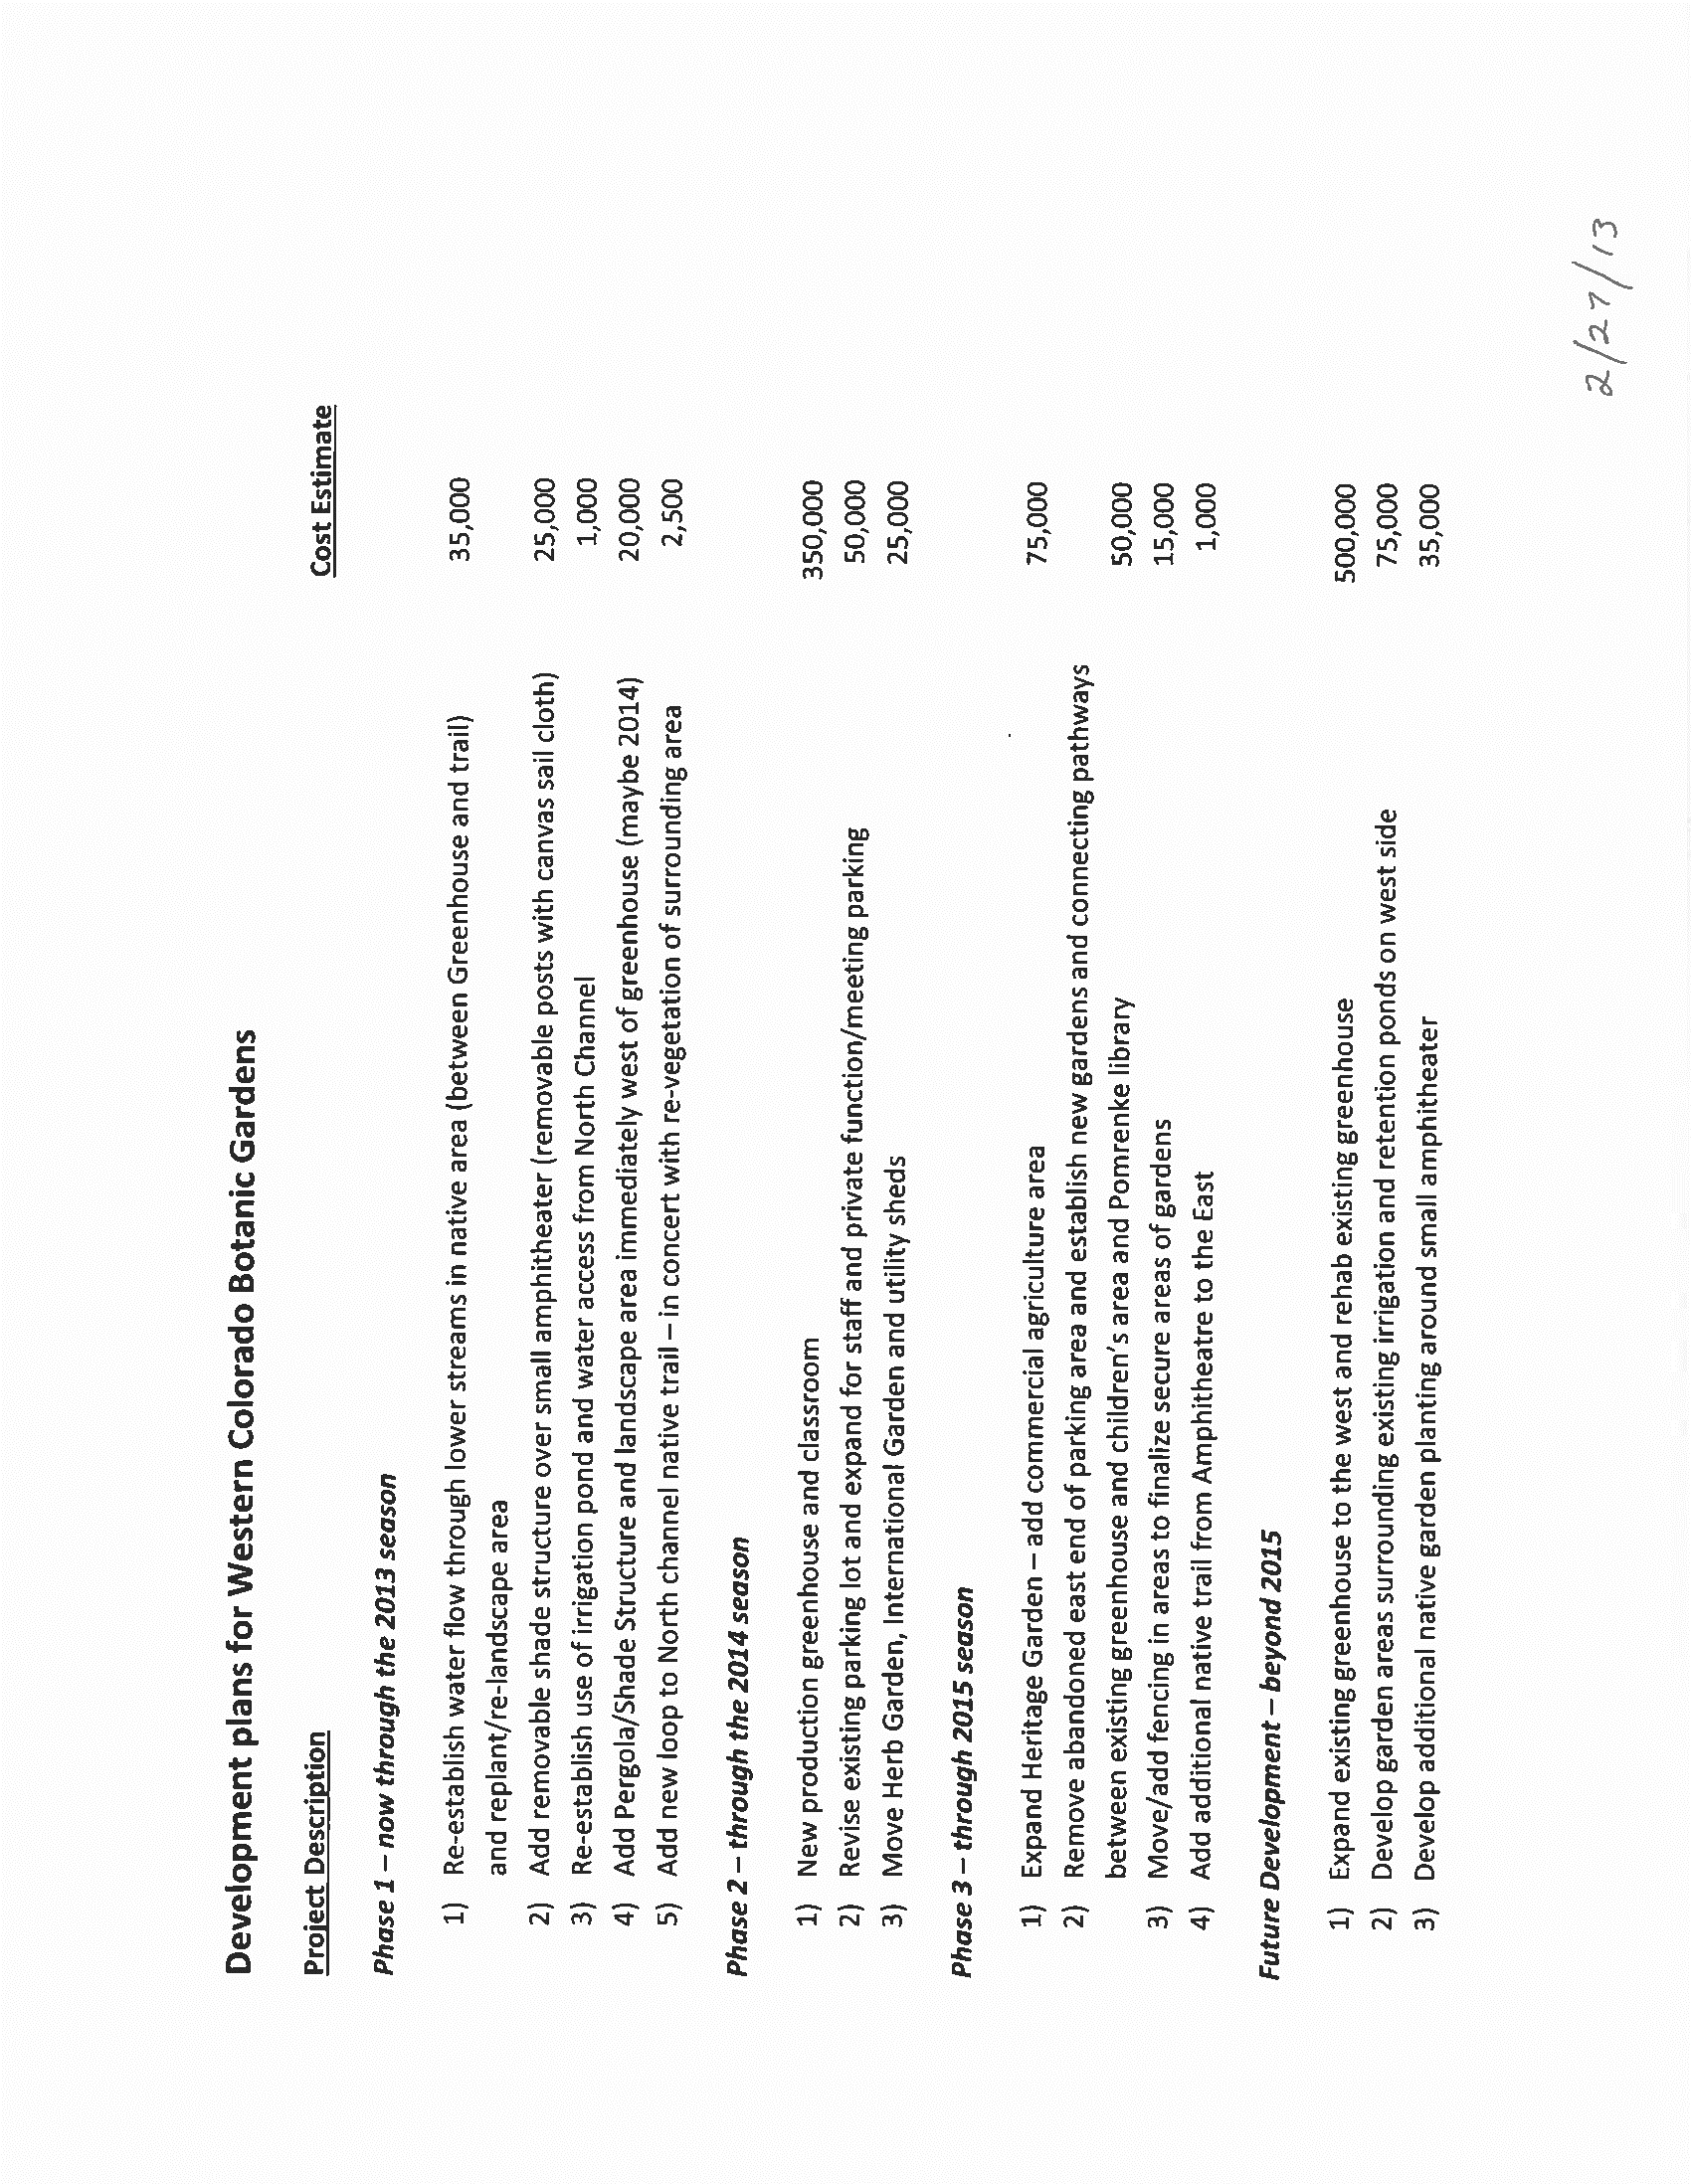 Development plans for Western Colorado Botanic Gardens
Project Description Cost Estimate
Phase 1 – now through the 2013 season
1) Re-establish water flow through lower streams in native area (between Greenhouse and trail) 35,000
and replant/re-landscape area
2) Add removable shade structure over small amphitheater (removable posts with canvas sail cloth) 25,000
3) Re-establish use of irrigation pond and water access from North Channel 1,000
4) Add Pergola/Shade Structure and landscape area immediately west of greenhouse (maybe 2014) 20,000
5) Add new loop to North channel native trail – in concert with re-vegetation of surrounding area 2,500
Phase 2 – through the 2014 season
1) New production greenhouse and classroom 350,000
2) Revise existing parking lot and expand for staff and private function/meeting parking 50,000
3) Move Herb Garden, International Garden and utility sheds 25,000
Phase 3 – through 2015 season
1) Expand Heritage Garden – add commercial agriculture area 75,000
2) Remove abandoned east end of parking area and establish new gardens and connecting pathways
between existing greenhouse and children's area and Pomrenke library 50,000
3) Move/add fencing in areas to finalize secure areas of gardens 15,000
4) Add additional native trail from Amphitheatre to the East 1,000
Future Development – beyond 2015
1) Expand existing greenhouse to the west and rehab existing greenhouse 500,000
2) Develop garden areas surrounding existing irrigation and retention ponds on west side 75,000
3) Develop additional native garden planting around small amphitheater 35,000
2/27/13